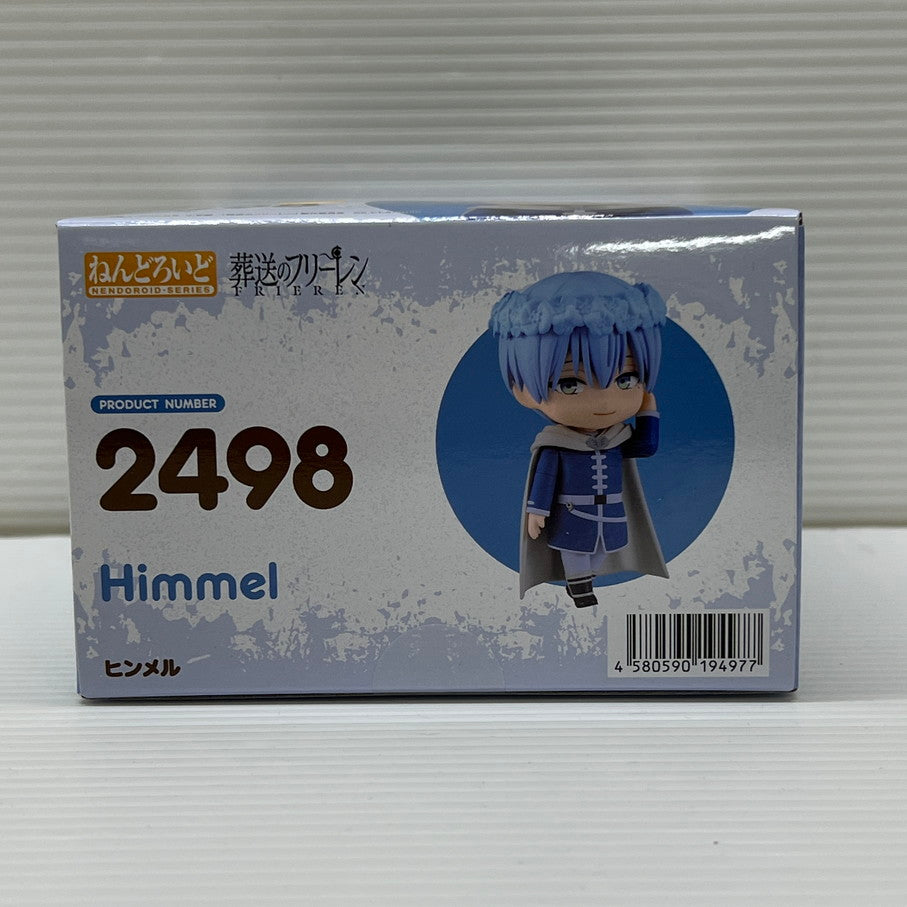 ねんどろいど
NENDOROID-SERIES
葬送のフリーレン
FRIEREN
PRODUCT NUMBER
2498
Himmel
ヒンメル
4 580590 194977